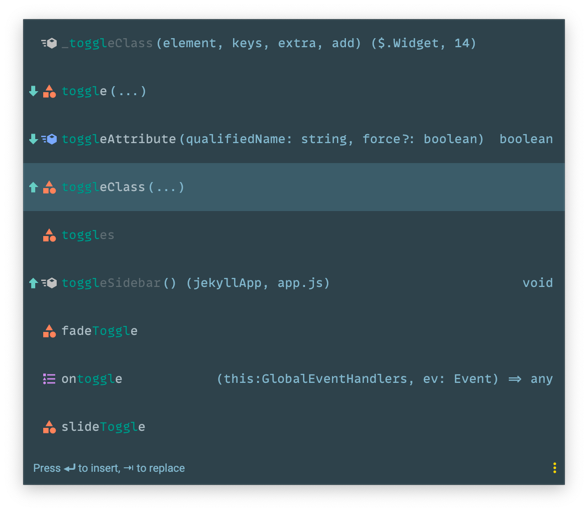 _toggleClass(element, keys, extra, add) ($.Widget, 14)
toggle(...)
toggleAttribute(qualifiedName: string, force?: boolean) boolean
toggleClass(...)
toggles
toggleSidebar() (jekyllApp, app.js) void
fadeToggle
ontoggle (this:GlobalEventHandlers, ev: Event) ⇒ any
slideToggle
Press ↵ to insert, ⇥ to replace